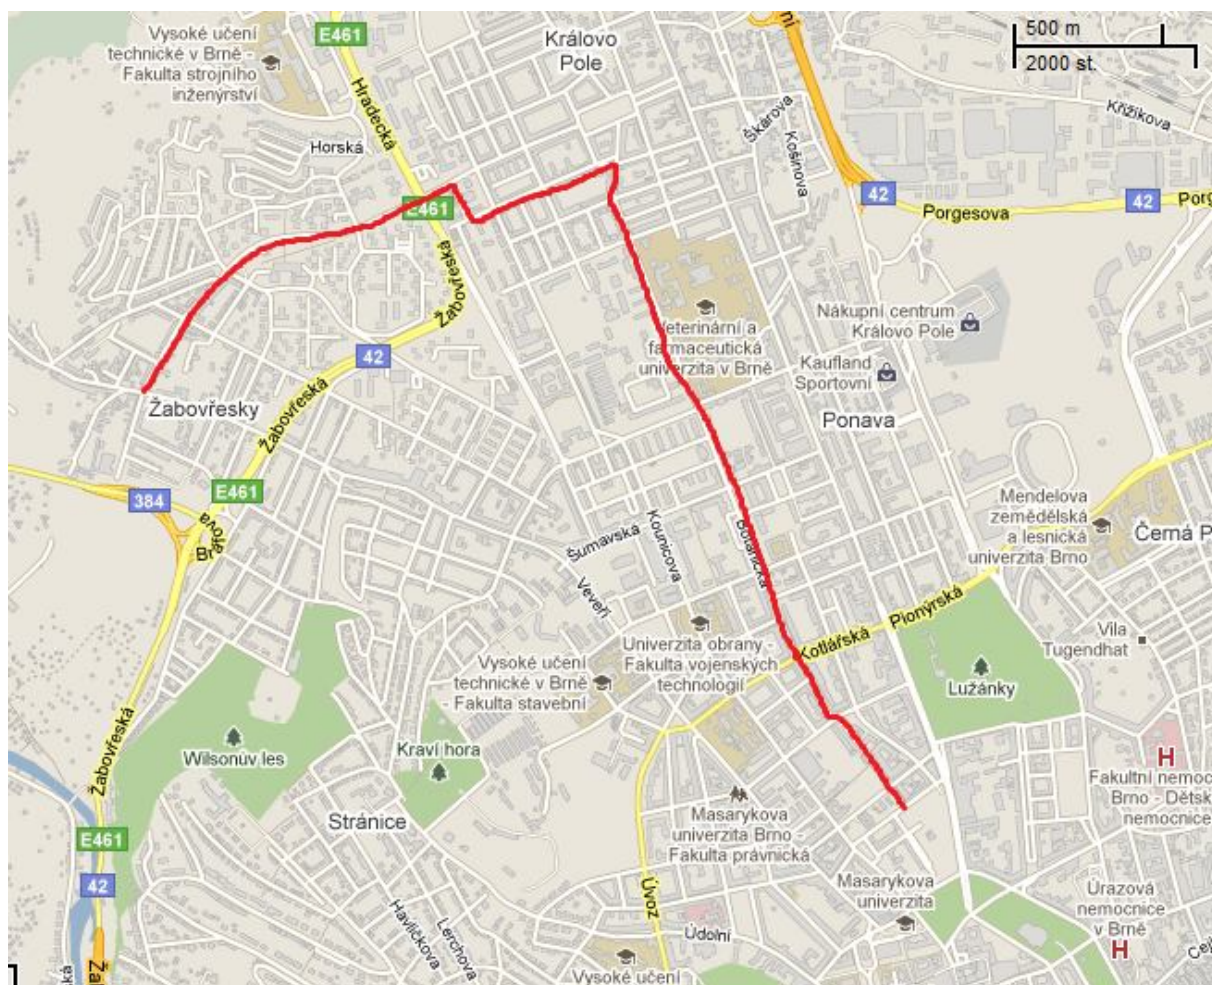 Vysoké učení
technické v Brně -
Fakulta strojního
inženýrství
E461
Královo
Pole
500 m
2000 st.
Hradecká
Horská
Škárova
Košinova
Křižíkova
42
42
Porgesova
E461
Žabovřeská
Nákupní centrum
Královo Pole
Veterinární a
farmaceutická
univerzita v Brně
Kaufland
Sportovní
42
Žabovřesky
Žabovřeská
Ponava
384
E461
Mendelova
zemědělská
a lesnická
univerzita Brno
Šumavská
Kounicova
Botanická
Veveří
Pionýrská
Kotlářská
Univerzita obrany -
Fakulta vojenských
technologií
Vila
Tugendhat
Vysoké učení
technické v Brně
- Fakulta stavební
Lužánky
Žabovřeská
Wilsonův les
Kraví hora
H
Fakultní nemoc
Brno - Dětsk
nemocnice
Stránice
Masarykova
univerzita Brno -
Fakulta právnická
E461
42
Úvoz
Masarykova
univerzita
Úrazová
nemocnice
v Brně
H
Havlíčkova
Lerchova
Údolní
Vysoké učení